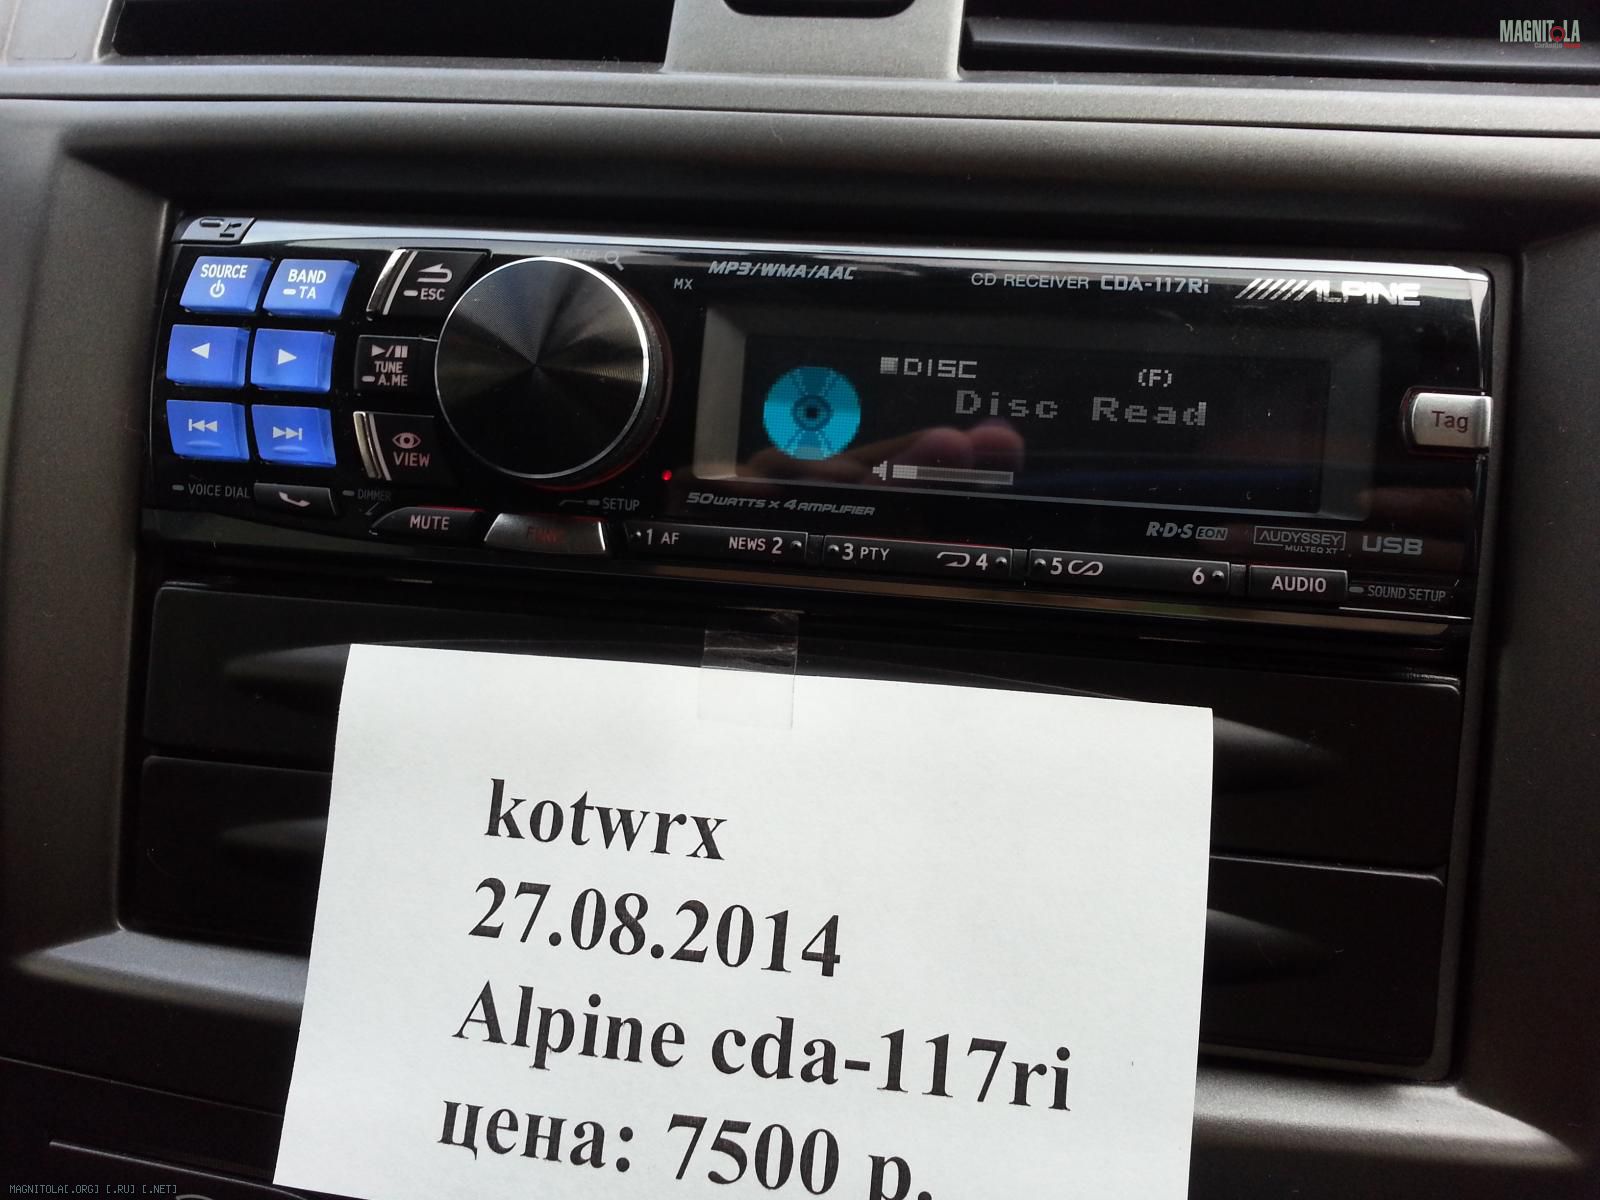 MAGNITOLA
SOURCE
BAND
TA
ESC
MX
MP3/WMA/AAC
CD RECEIVER CDA-117Ri
ALPINE
TUNE
A.ME
DISC
(F)
Disc Read
Tag
VIEW
VOICE DIAL
DIMMER
SETUP
50WATTS x 4 AMPLIFIER
MUTE
FUNC
R·D·S EON
AUDYSSEY
MULTEQ XT
USB
1 AF
NEWS 2
3 PTY
4
5
6
AUDIO
SOUND SETUP
kotwrx
27.08.2014
Alpine cda-117ri
цена: 7500 р.
MAGNITOLA[.ORG] [.RU] [.NET]